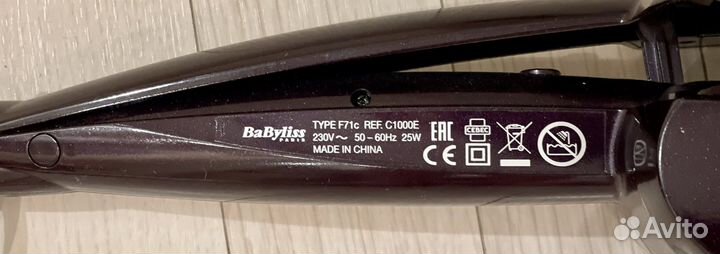 BaByliss
PARIS
TYPE F71c REF. C1000E
230V~ 50-60Hz 25W
MADE IN CHINA
EAC
CE
CEBEC
Avito